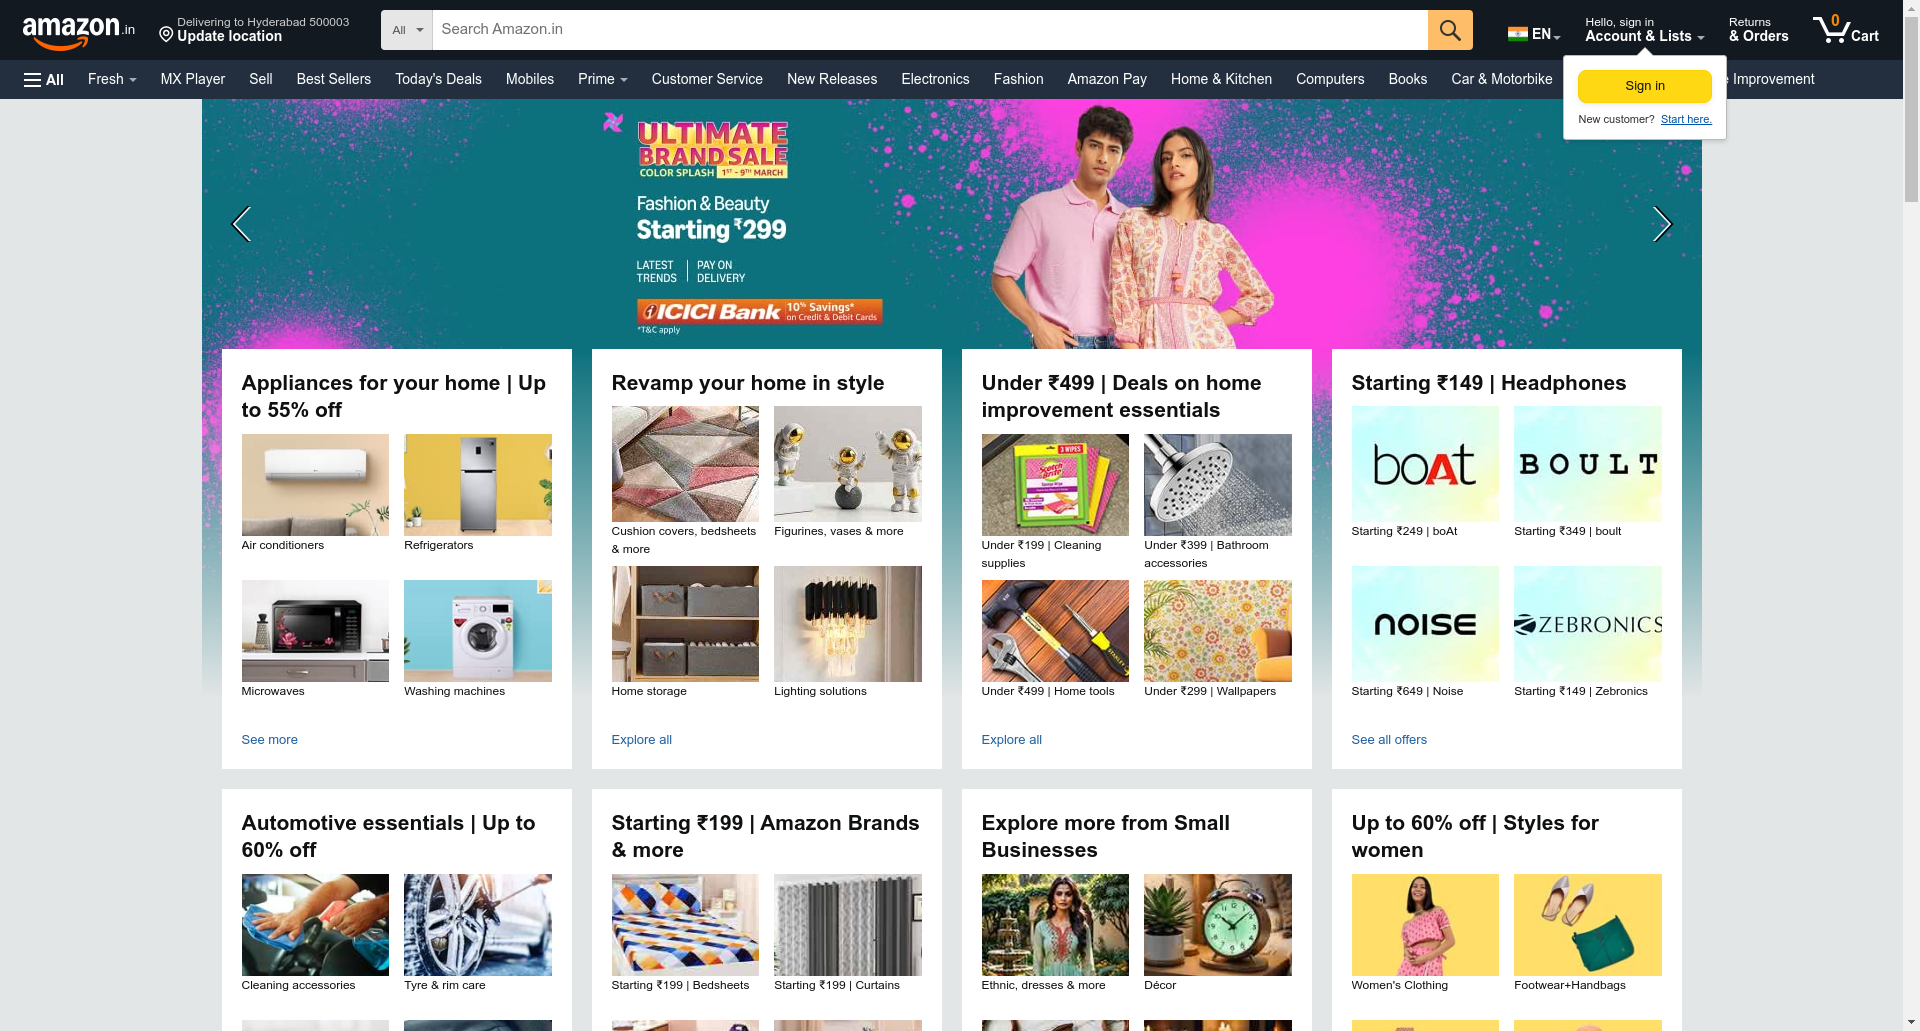 amazon.in
Delivering to Hyderabad 500003
Update location
All
Search Amazon.in
EN
Hello, sign in
Account & Lists
Returns
& Orders
0
Cart
All
Fresh
MX Player
Sell
Best Sellers
Today's Deals
Mobiles
Prime
Customer Service
New Releases
Electronics
Fashion
Amazon Pay
Home & Kitchen
Computers
Books
Car & Motorbike
Improvement
Sign in
New customer? Start here.
ULTIMATE
BRAND SALE
COLOR SPLASH 1ST - 9TH MARCH
Fashion & Beauty
Starting ₹299
LATEST TRENDS | PAY ON DELIVERY
ICICI Bank 10% Savings* on Credit & Debit Cards
*T&C apply
Appliances for your home | Up
to 55% off
Air conditioners
Refrigerators
Microwaves
Washing machines
See more
Revamp your home in style
Cushion covers, bedsheets
& more
Figurines, vases & more
Home storage
Lighting solutions
Explore all
Under ₹499 | Deals on home
improvement essentials
3 WIPES
Scotch
Brite
Under ₹199 | Cleaning
supplies
Under ₹399 | Bathroom
accessories
STANLEY
Under ₹499 | Home tools
Under ₹299 | Wallpapers
Explore all
Starting ₹149 | Headphones
boAt
BOULT
Starting ₹249 | boAt
Starting ₹349 | boult
noise
ZEBRONICS
Starting ₹649 | Noise
Starting ₹149 | Zebronics
See all offers
Automotive essentials | Up to
60% off
Cleaning accessories
Tyre & rim care
Starting ₹199 | Amazon Brands
& more
Starting ₹199 | Bedsheets
Starting ₹199 | Curtains
Explore more from Small
Businesses
Ethnic, dresses & more
Décor
Up to 60% off | Styles for
women
Women's Clothing
Footwear+Handbags